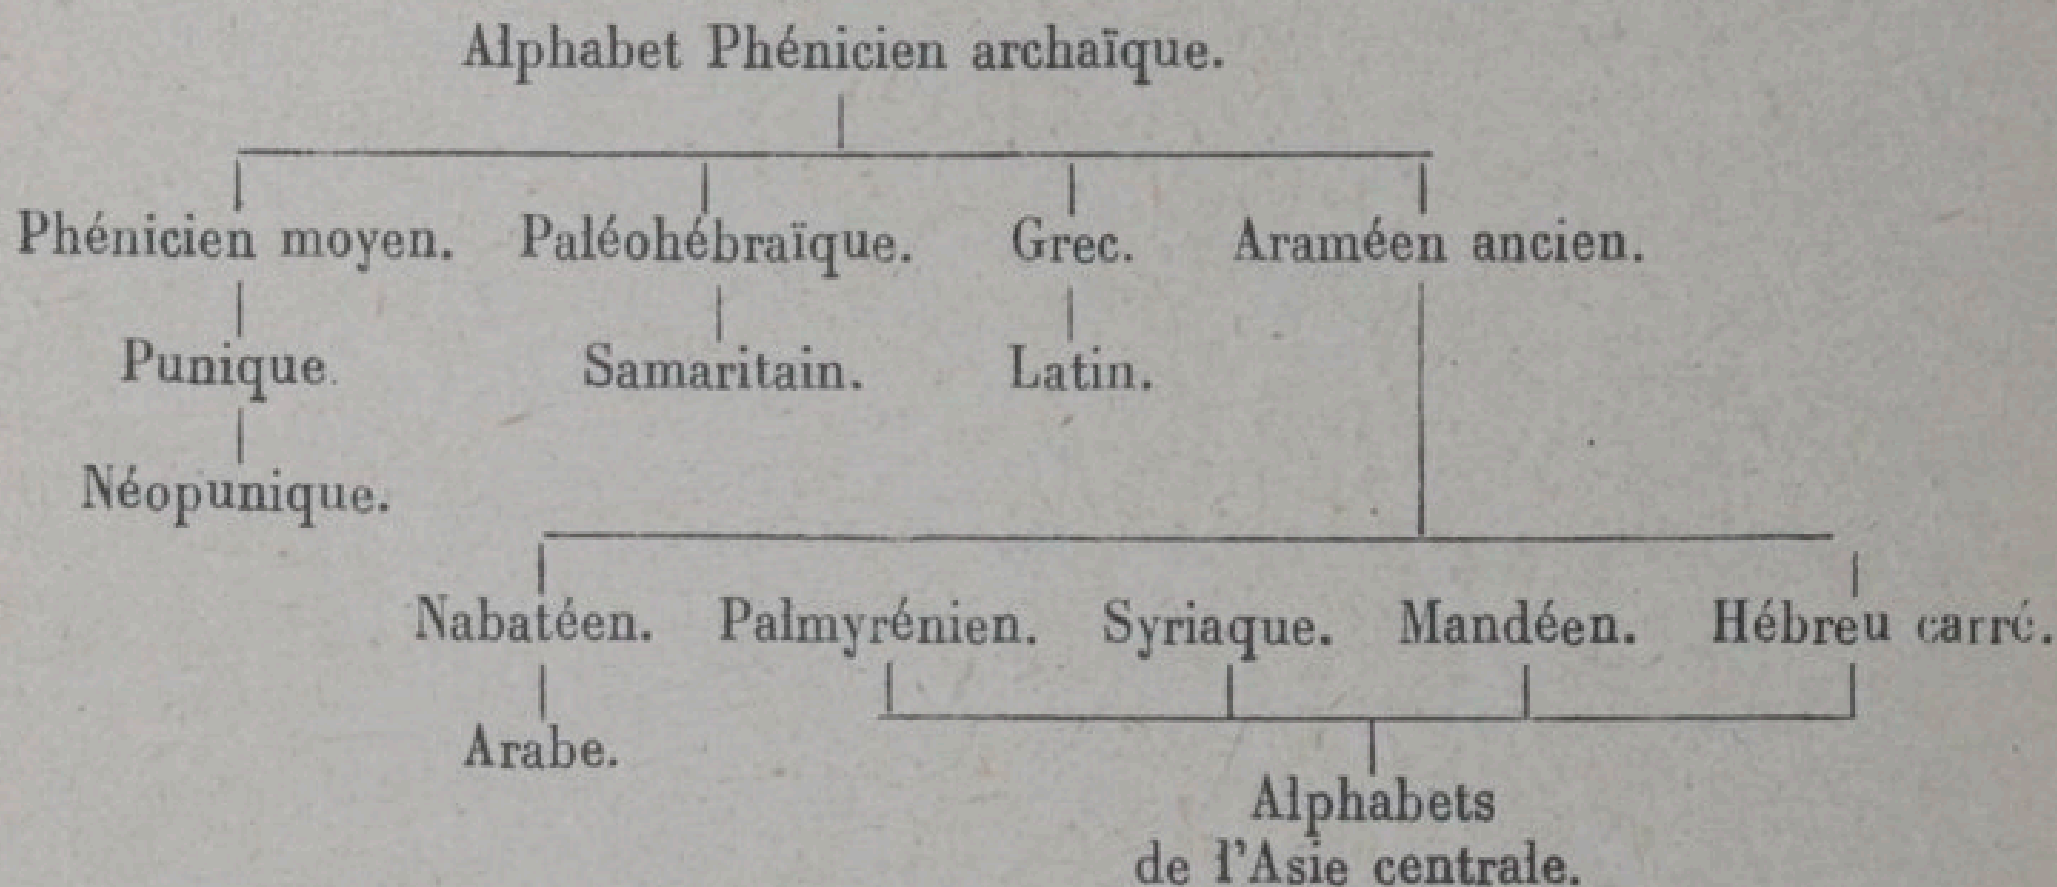 Alphabet Phénicien archaïque.
Phénicien moyen. Paléohébraïque. Grec. Araméen ancien.
Punique. Samaritain. Latin.
Néopunique.
Nabatéen. Palmyrénien. Syriaque. Mandéen. Hébreu carré.
Arabe.
Alphabets
de l'Asie centrale.